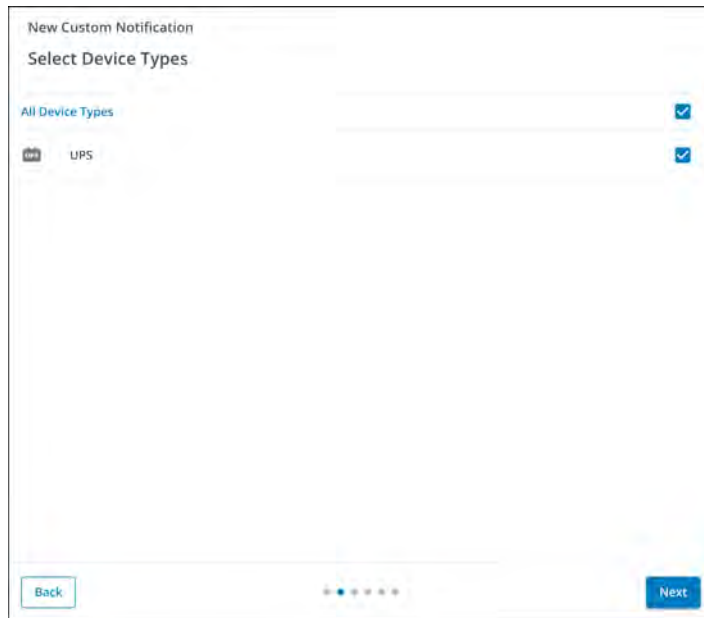 New Custom Notification
Select Device Types
All Device Types
UPS
Back
Next